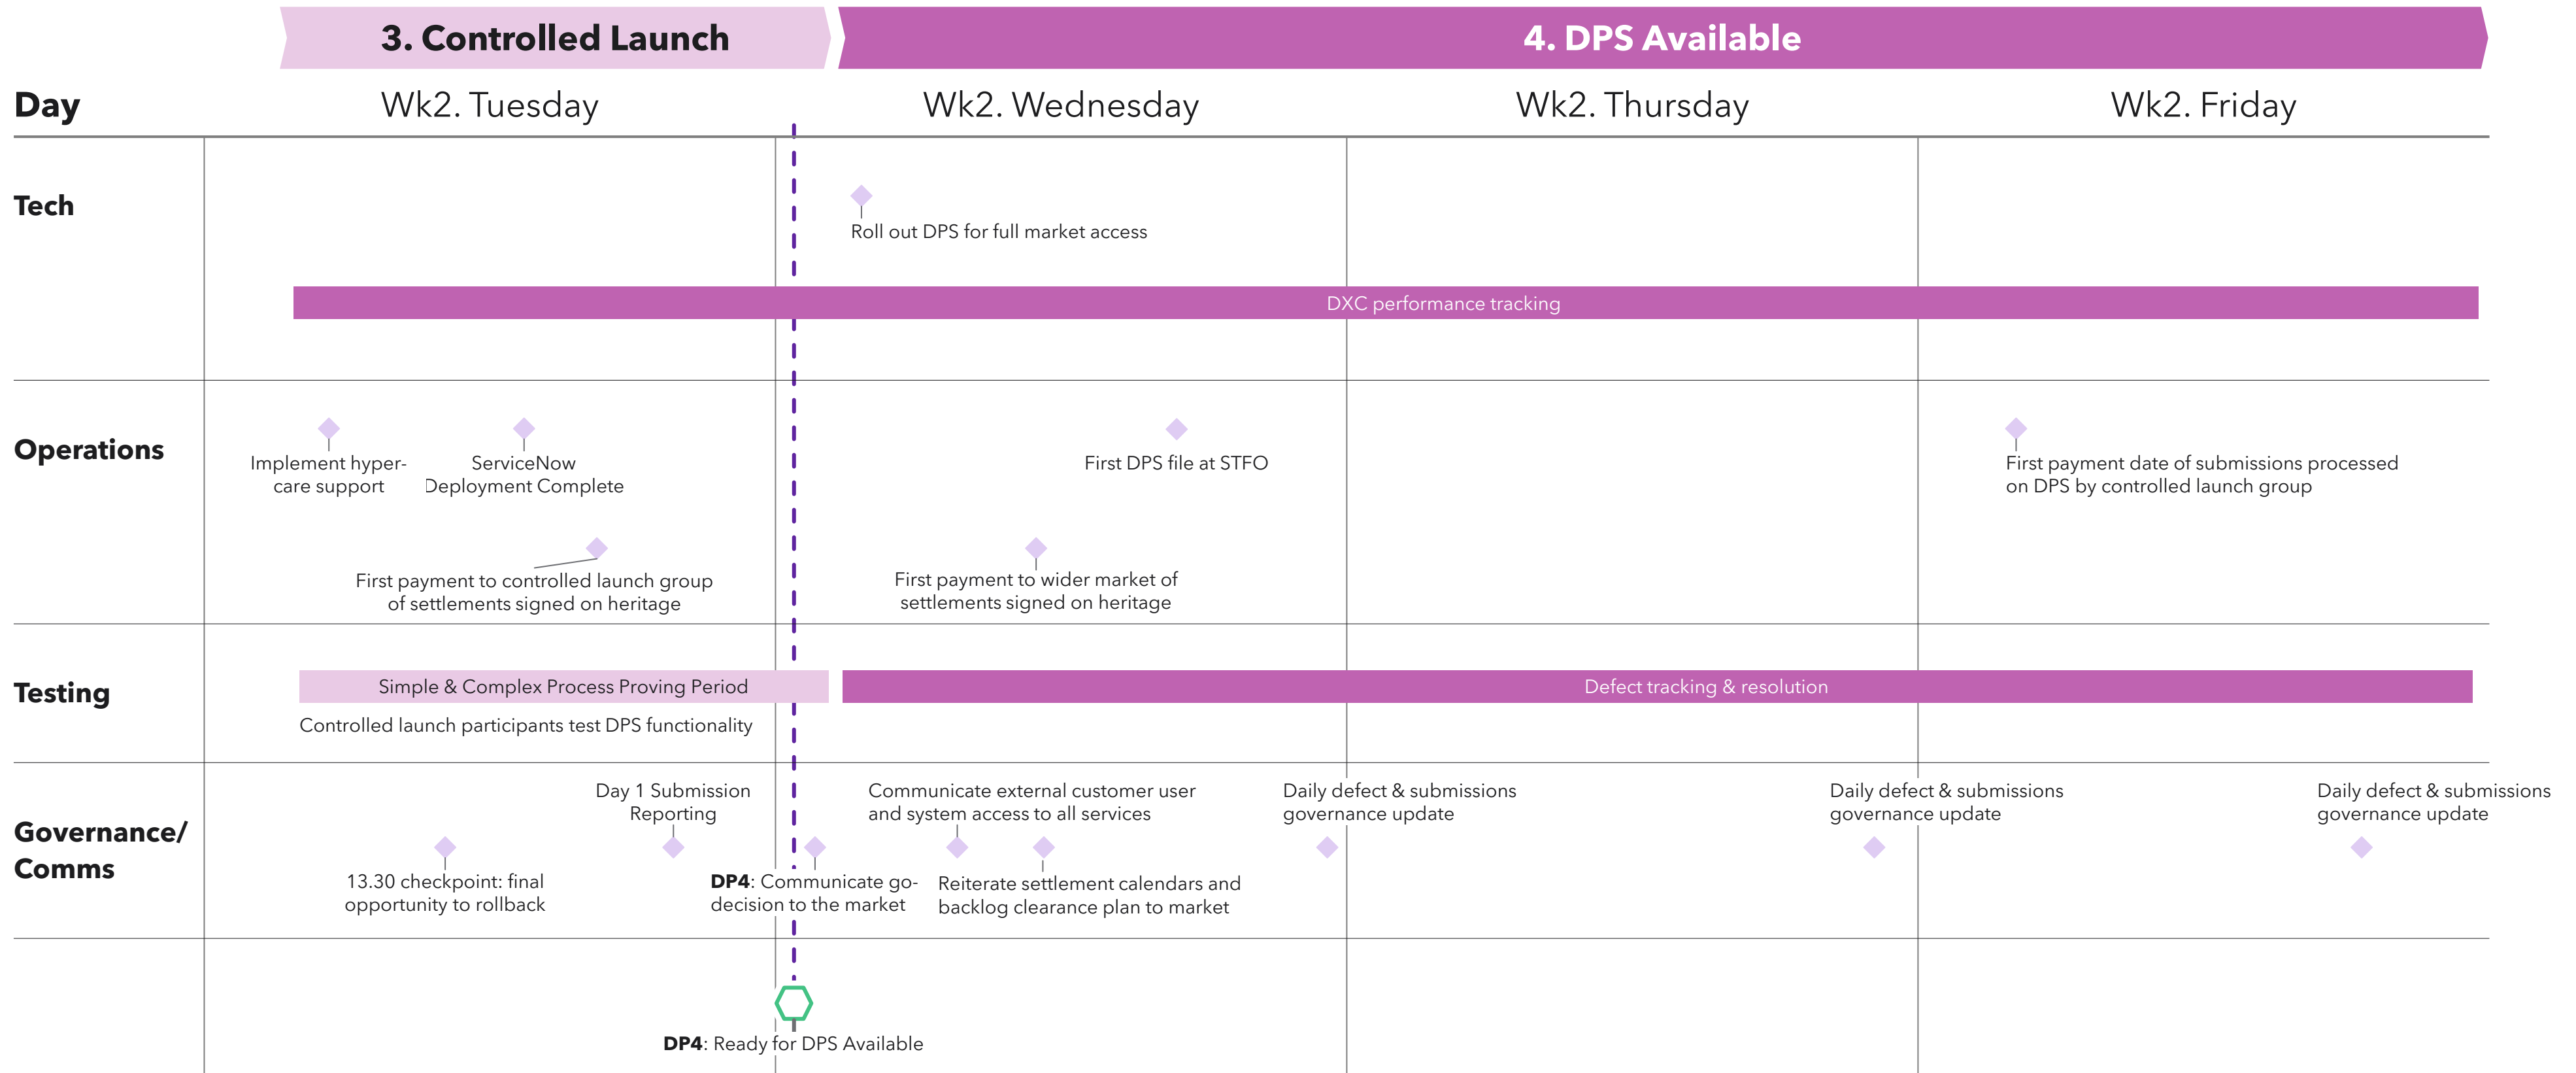 3. Controlled Launch
4. DPS Available
Day
Wk2. Tuesday
Wk2. Wednesday
Wk2. Thursday
Wk2. Friday
Tech
Roll out DPS for full market access
DXC performance tracking
Operations
Implement hyper-
care support
ServiceNow
Deployment Complete
First DPS file at STFO
First payment date of submissions processed
on DPS by controlled launch group
First payment to controlled launch group
of settlements signed on heritage
First payment to wider market of
settlements signed on heritage
Testing
Simple & Complex Process Proving Period
Defect tracking & resolution
Controlled launch participants test DPS functionality
Governance/
Comms
Day 1 Submission
Reporting
Communicate external customer user
and system access to all services
Daily defect & submissions
governance update
Daily defect & submissions
governance update
Daily defect & submissions
governance update
13.30 checkpoint: final
opportunity to rollback
DP4: Communicate go-
decision to the market
Reiterate settlement calendars and
backlog clearance plan to market
DP4: Ready for DPS Available